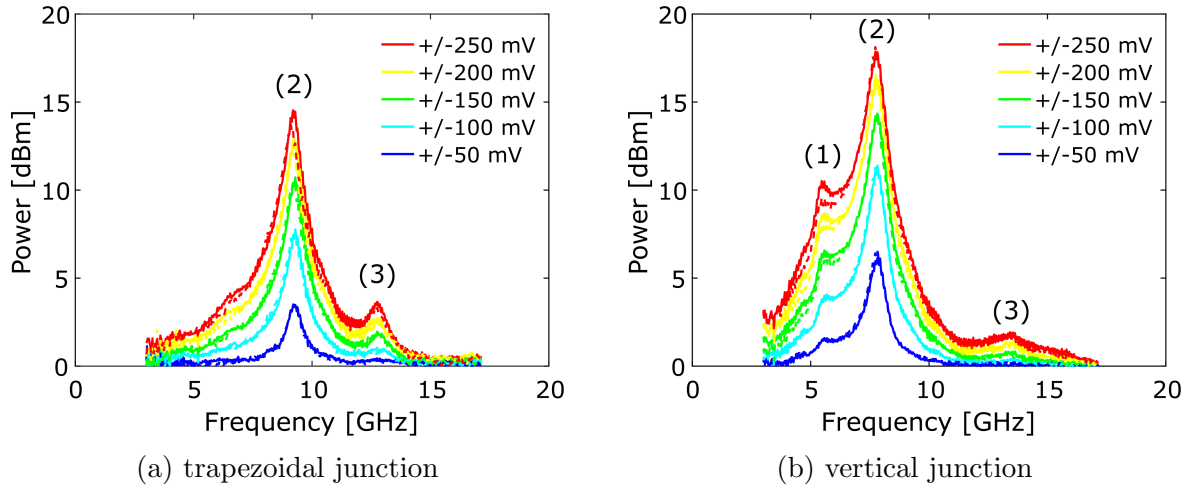 20
15
10
5
0
Power [dBm]
+/-250 mV
+/-200 mV
+/-150 mV
+/-100 mV
+/-50 mV
(2)
(3)
0 5 10 15 20
Frequency [GHz]
(a) trapezoidal junction
20
15
10
5
0
Power [dBm]
+/-250 mV
+/-200 mV
+/-150 mV
+/-100 mV
+/-50 mV
(2)
(1)
(3)
0 5 10 15 20
Frequency [GHz]
(b) vertical junction